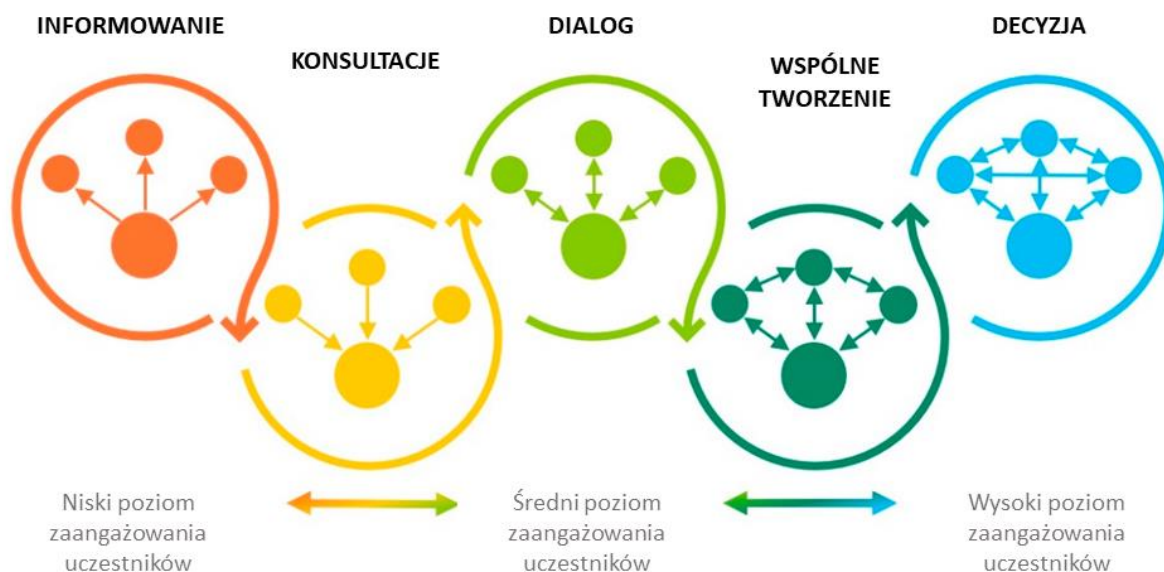 INFORMOWANIE
KONSULTACJE
DIALOG
WSPÓLNE
TWORZENIE
DECYZJA
Niski poziom
zaangażowania
uczestników
Średni poziom
zaangażowania
uczestników
Wysoki poziom
zaangażowania
uczestników